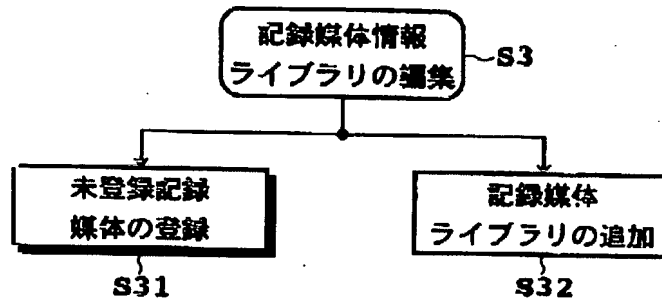 記録媒体情報
ライブラリの編集
S3
未登録記録
媒体の登録
S31
記録媒体
ライブラリの追加
S32